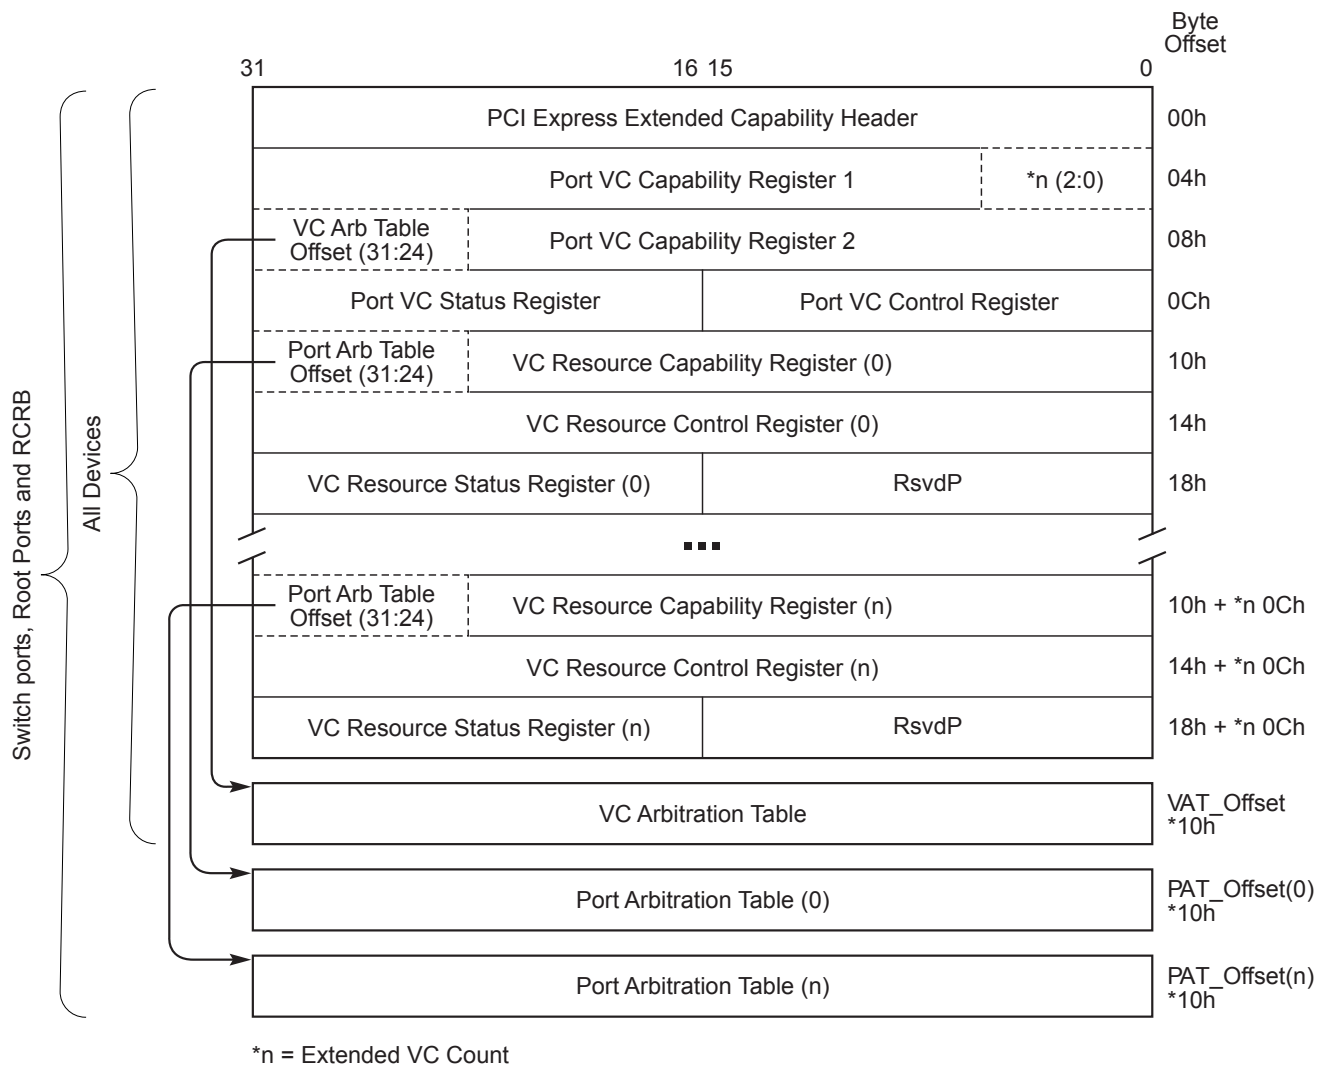 Byte
Offset
31
16 15
0
PCI Express Extended Capability Header
00h
Port VC Capability Register 1
*n (2:0)
04h
VC Arb Table
Offset (31:24)
Port VC Capability Register 2
08h
Port VC Status Register
Port VC Control Register
0Ch
Port Arb Table
Offset (31:24)
VC Resource Capability Register (0)
10h
VC Resource Control Register (0)
14h
VC Resource Status Register (0)
RsvdP
18h
Port Arb Table
Offset (31:24)
VC Resource Capability Register (n)
10h + *n 0Ch
VC Resource Control Register (n)
14h + *n 0Ch
VC Resource Status Register (n)
RsvdP
18h + *n 0Ch
VC Arbitration Table
VAT_Offset
*10h
Port Arbitration Table (0)
PAT_Offset(0)
*10h
Port Arbitration Table (n)
PAT_Offset(n)
*10h
Switch ports, Root Ports and RCRB
All Devices
*n = Extended VC Count